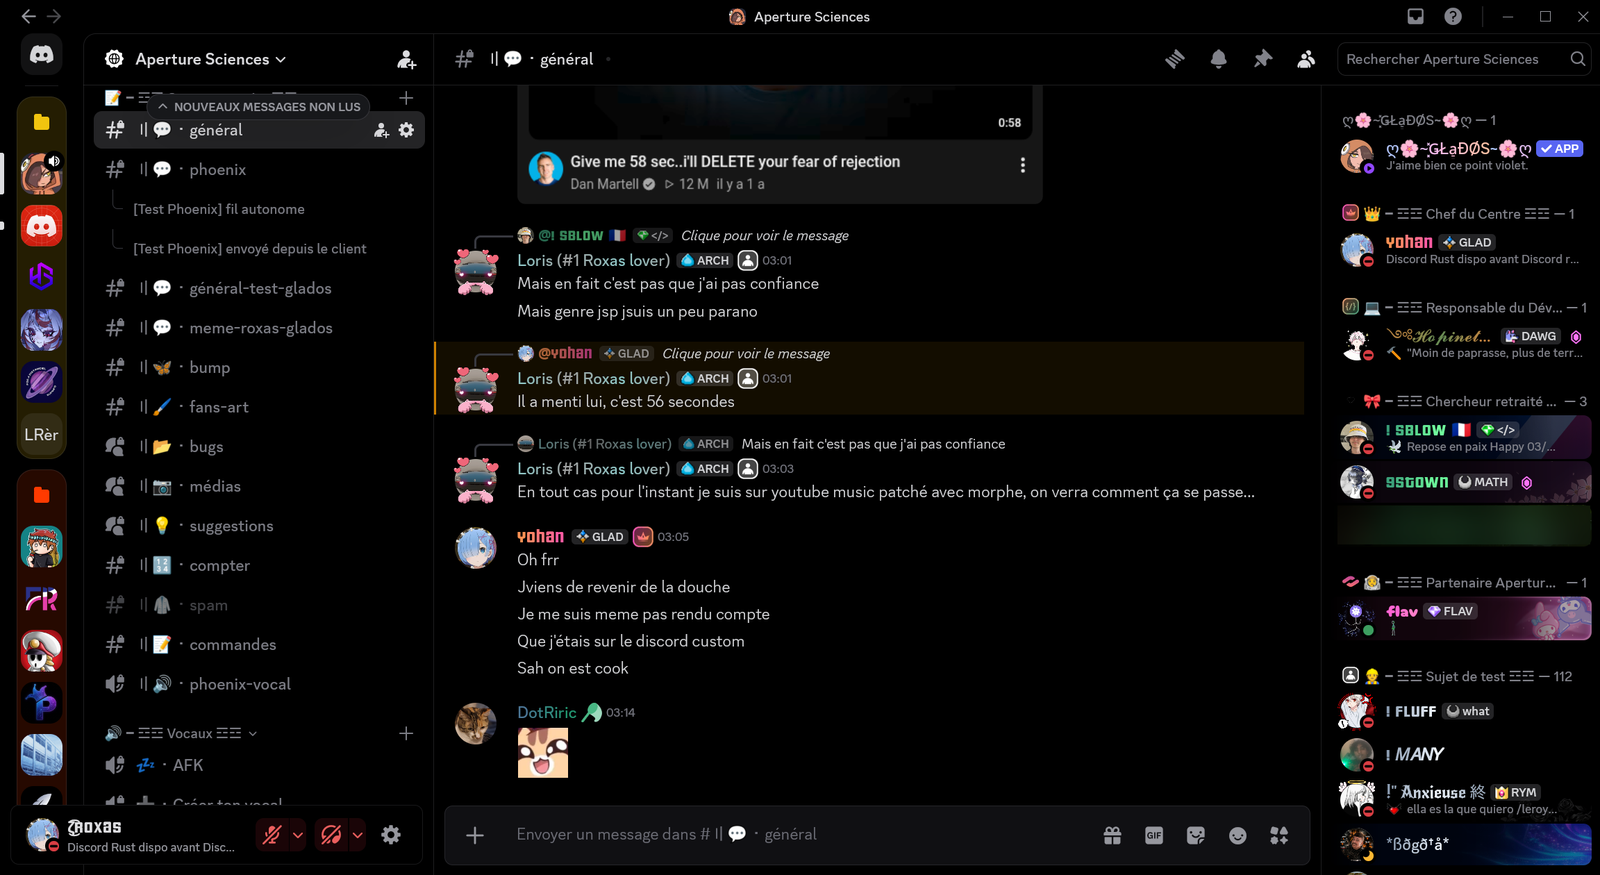 Aperture Sciences
Aperture Sciences
NOUVEAUX MESSAGES NON LUS
général
phoenix
[Test Phoenix] fil autonome
[Test Phoenix] envoyé depuis le client
général-test-glados
meme-roxas-glados
bump
fans-art
bugs
médias
suggestions
compter
spam
commandes
phoenix-vocal
Vocaux
AFK
Créer ton vocal
LRèr
Roxas
Discord Rust dispo avant Disc...
général
0:58
Give me 58 sec..i'll DELETE your fear of rejection
Dan Martell 12 M il y a 1 a
@! SBLOW </> Clique pour voir le message
Loris (#1 Roxas lover) ARCH 03:01
Mais en fait c'est pas que j'ai pas confiance
Mais genre jsp jsuis un peu parano
@yohan GLAD Clique pour voir le message
Loris (#1 Roxas lover) ARCH 03:01
Il a menti lui, c'est 56 secondes
Loris (#1 Roxas lover) ARCH Mais en fait c'est pas que j'ai pas confiance
Loris (#1 Roxas lover) ARCH 03:03
En tout cas pour l'instant je suis sur youtube music patché avec morphe, on verra comment ça se passe...
yohan GLAD 03:05
Oh frr
Jviens de revenir de la douche
Je me suis meme pas rendu compte
Que j'étais sur le discord custom
Sah on est cook
DotRiric 03:14
Envoyer un message dans # général
GIF
Rechercher Aperture Sciences
ღ🌸~GŁaĐØS~🌸ღ — 1
ღ🌸~GŁaĐØS~🌸ღ APP
J'aime bien ce point violet.
Chef du Centre — 1
yohan GLAD
Discord Rust dispo avant Discord r...
Responsable du Dév... — 1
Hopinel... DAWG
"Moin de paprasse, plus de terr...
Chercheur retraité ... — 3
! SBLOW </>
Repose en paix Happy 03/...
gstown MATH
Partenaire Apertur... — 1
flav FLAV
Sujet de test — 112
! FLUFF what
! MANY
!" Anxieuse 終 RYM
ella es la que quiero /leroy...
*ßðgð†å*